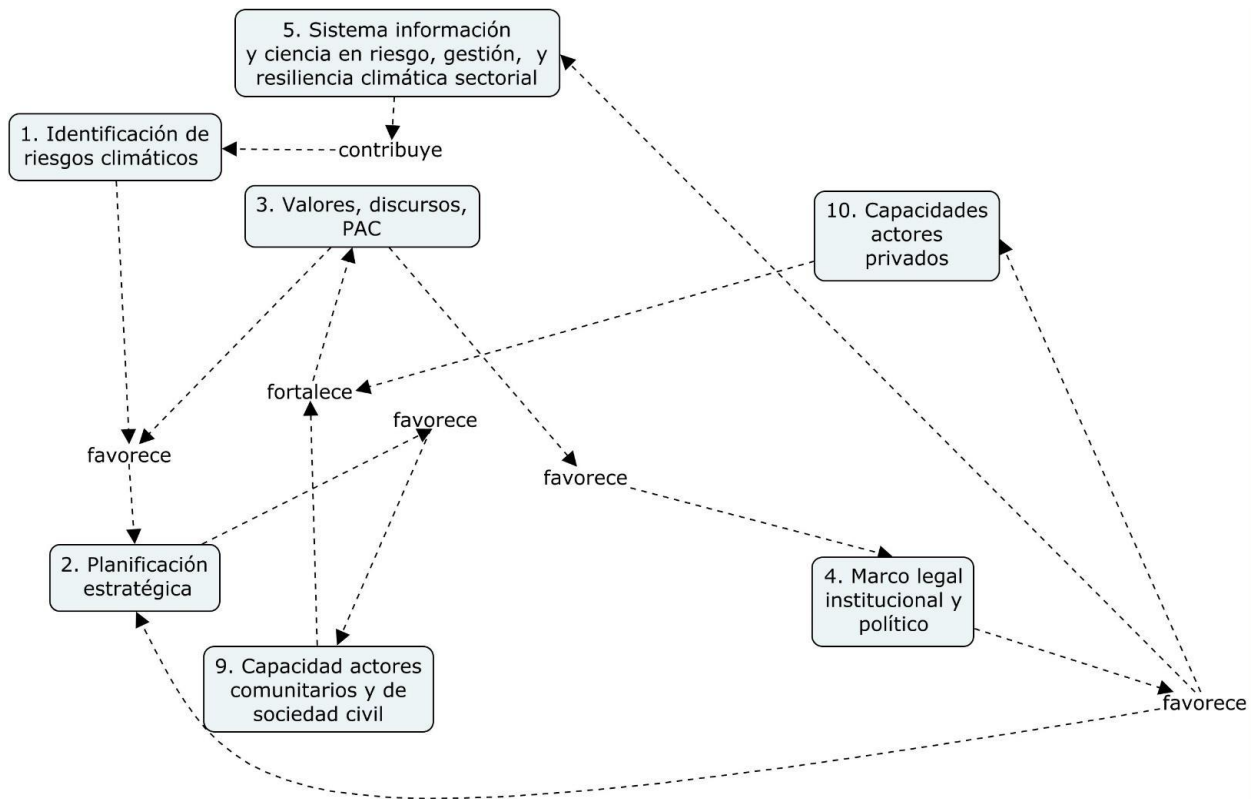 5. Sistema información
y ciencia en riesgo, gestión, y
resiliencia climática sectorial
1. Identificación de
riesgos climáticos
contribuye
3. Valores, discursos,
PAC
10. Capacidades
actores
privados
fortalece
favorece
favorece
favorece
2. Planificación
estratégica
4. Marco legal
institucional y
político
9. Capacidad actores
comunitarios y de
sociedad civil
favorece